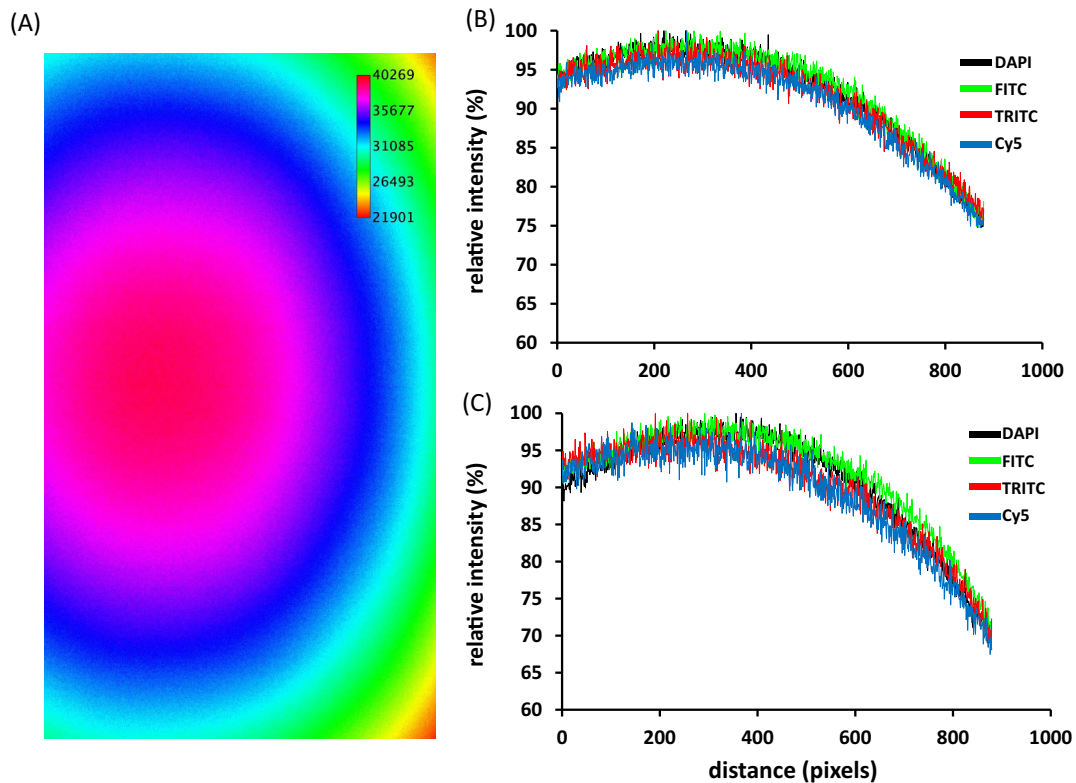 (A)
40269
35677
31085
26493
21901
(B)
relative intensity (%)
100
95
90
85
80
75
70
65
60
0 200 400 600 800 1000
DAPI
FITC
TRITC
Cy5
(C)
relative intensity (%)
100
95
90
85
80
75
70
65
60
0 200 400 600 800 1000
DAPI
FITC
TRITC
Cy5
distance (pixels)